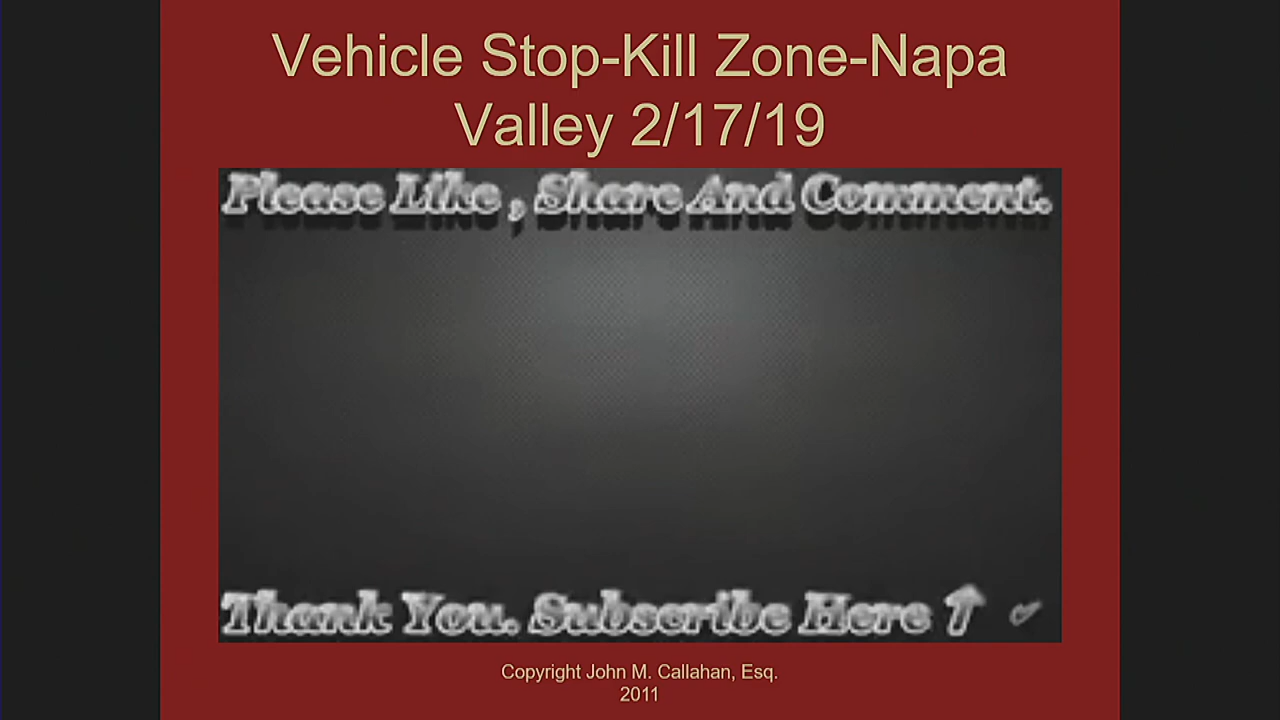 Vehicle Stop-Kill Zone-Napa
Valley 2/17/19
Please Like , Share And Comment.
Thank You. Subscribe Here ↑ ✓
Copyright John M. Callahan, Esq.
2011